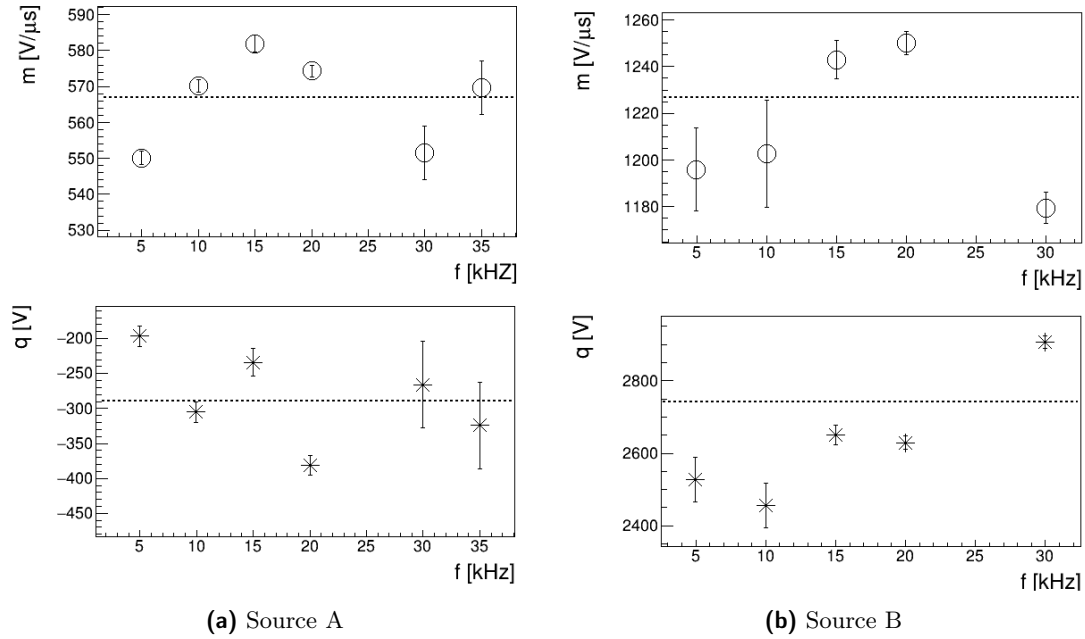 m [V/μs]
590
580
570
560
550
540
530
5 10 15 20 25 30 35
f [kHZ]
m [V/μs]
1260
1240
1220
1200
1180
5 10 15 20 25 30
f [kHz]
q [V]
−200
−250
−300
−350
−400
−450
5 10 15 20 25 30 35
f [kHz]
q [V]
2800
2600
2400
5 10 15 20 25 30
f [kHz]
(a) Source A
(b) Source B